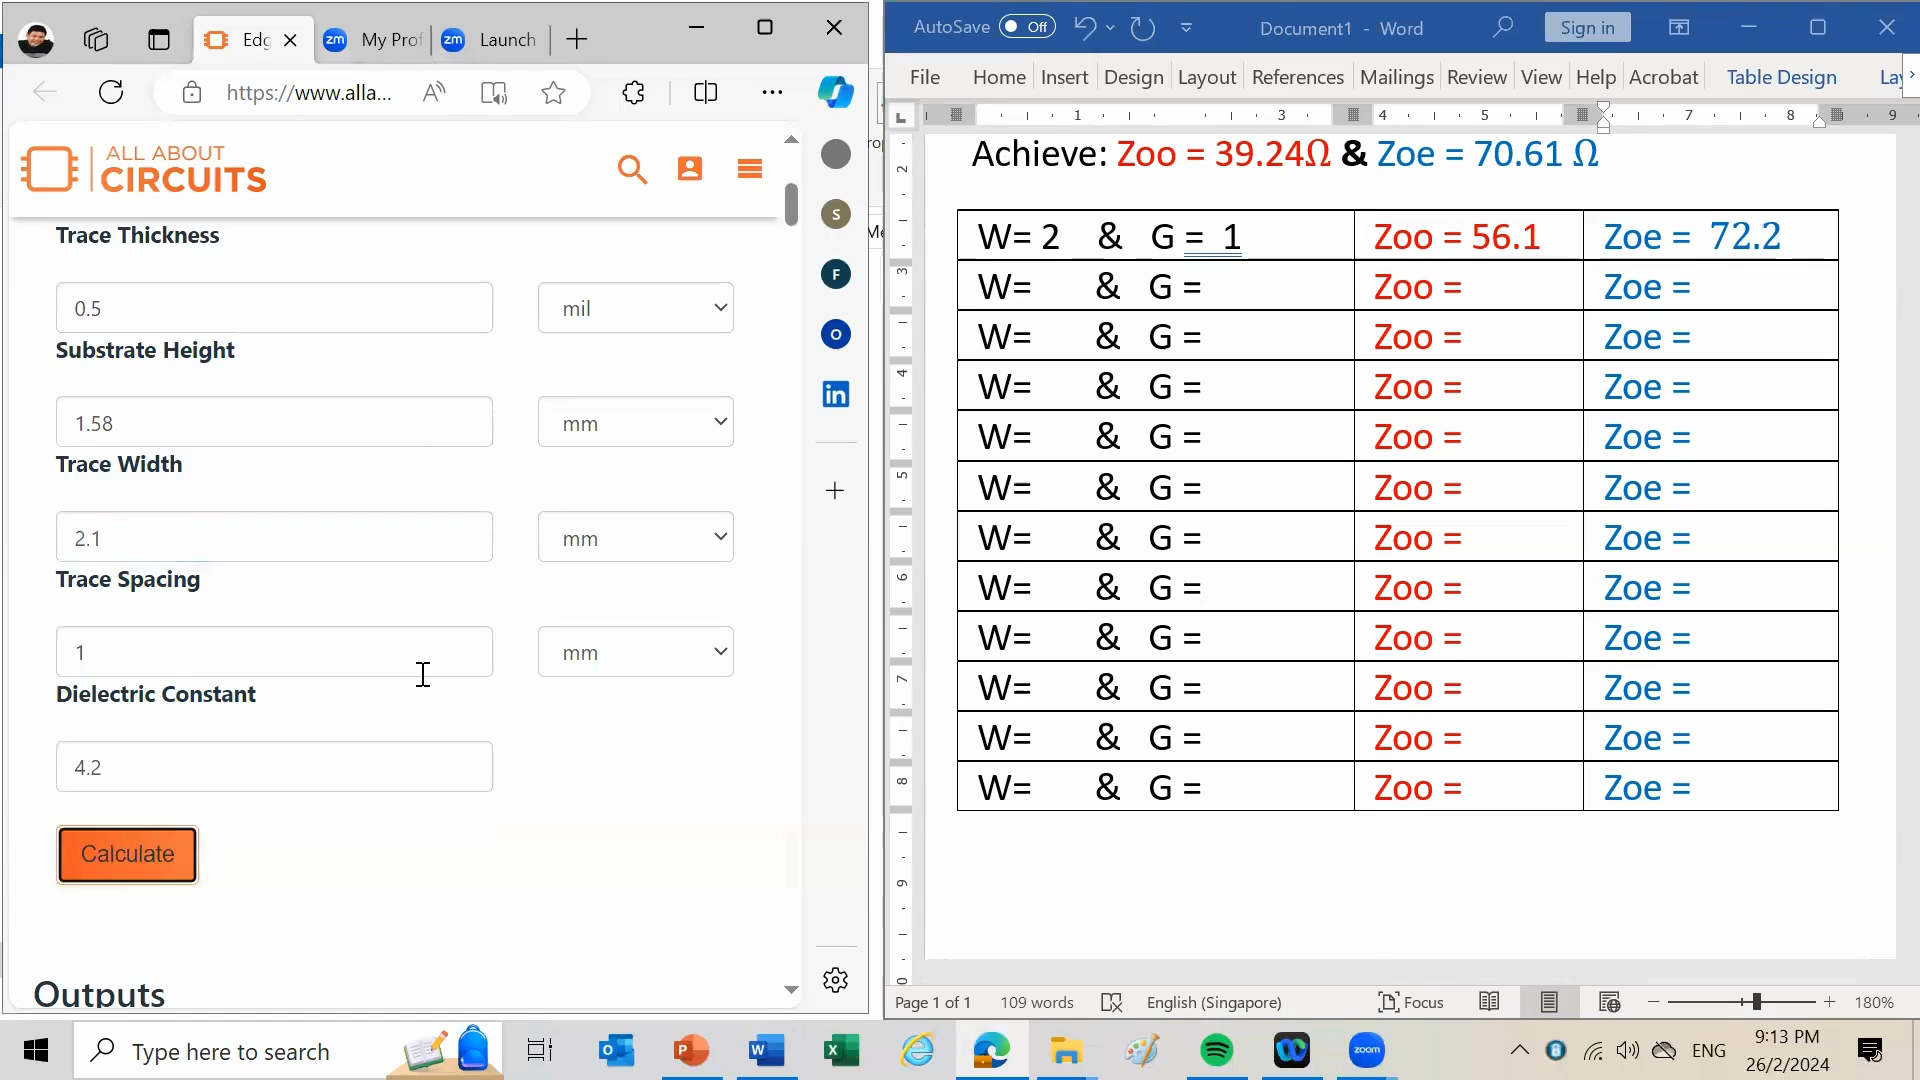 Edg
My Prof
Launch
https://www.alla...
ALL ABOUT
CIRCUITS
Trace Thickness
0.5
mil
Substrate Height
1.58
mm
Trace Width
2.1
mm
Trace Spacing
1
mm
Dielectric Constant
4.2
Calculate
Outputs
AutoSave Off
Document1 - Word
Sign in
File Home Insert Design Layout References Mailings Review View Help Acrobat Table Design Lay
Achieve: Zoo = 39.24Ω & Zoe = 70.61 Ω
W= 2 & G = 1 Zoo = 56.1 Zoe = 72.2
W= & G = Zoo = Zoe =
W= & G = Zoo = Zoe =
W= & G = Zoo = Zoe =
W= & G = Zoo = Zoe =
W= & G = Zoo = Zoe =
W= & G = Zoo = Zoe =
W= & G = Zoo = Zoe =
W= & G = Zoo = Zoe =
W= & G = Zoo = Zoe =
W= & G = Zoo = Zoe =
W= & G = Zoo = Zoe =
Page 1 of 1 109 words English (Singapore) Focus 180%
Type here to search
zoom
ENG
9:13 PM
26/2/2024